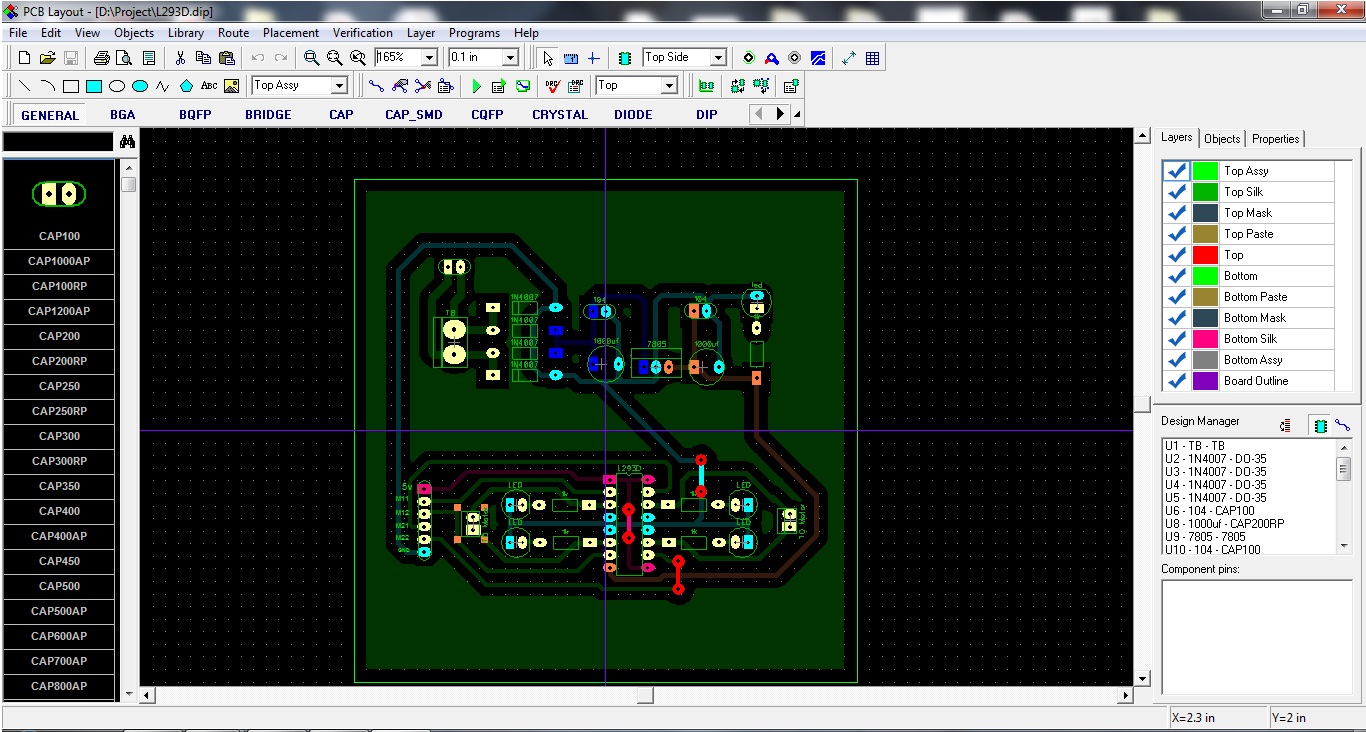 PCB Layout - [D:\Project\L293D.dip]
File Edit View Objects Library Route Placement Verification Layer Programs Help
165% 0.1 in Top Side
ABC Top Assy DRC DRC Top
GENERAL BGA BQFP BRIDGE CAP CAP_SMD CQFP CRYSTAL DIODE DIP
CAP100
CAP1000AP
CAP100RP
CAP1200AP
CAP200
CAP200RP
CAP250
CAP250RP
CAP300
CAP300RP
CAP350
CAP400
CAP400AP
CAP450
CAP500
CAP500AP
CAP600AP
CAP700AP
CAP800AP
led
1N4007 104 104
TB
1N4007
1N4007 1000uf 7805 1000uf
1N4007
L293D
5v LED 1k 1k LED
M11
M12
M21 LED 1k 1k LED
M22
GND
Layers Objects Properties
Top Assy
Top Silk
Top Mask
Top Paste
Top
Bottom
Bottom Paste
Bottom Mask
Bottom Silk
Bottom Assy
Board Outline
Design Manager
U1 - TB - TB
U2 - 1N4007 - DO-35
U3 - 1N4007 - DO-35
U4 - 1N4007 - DO-35
U5 - 1N4007 - DO-35
U6 - 104 - CAP100
U8 - 1000uf - CAP200RP
U9 - 7805 - 7805
U10 - 104 - CAP100
Component pins:
X=2.3 in Y=2 in